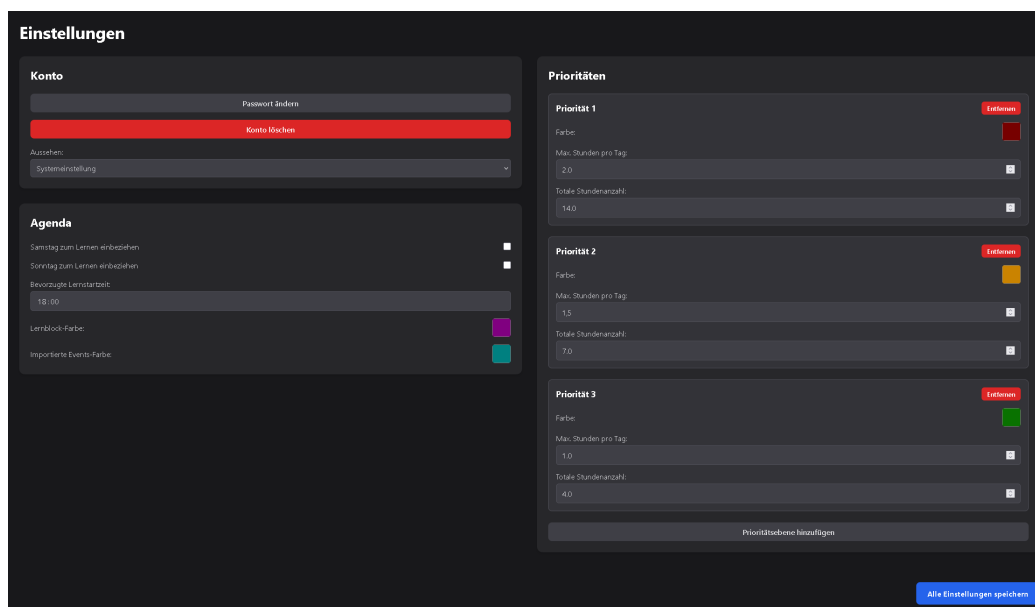 Einstellungen
Konto
Passwort ändern
Konto löschen
Aussehen:
Systemeinstellung
Agenda
Samstag zum Lernen einbeziehen
Sonntag zum Lernen einbeziehen
Bevorzugte Lernstartzeit:
18:00
Lernblock-Farbe:
Importierte Events-Farbe:
Prioritäten
Priorität 1 Entfernen
Farbe:
Max. Stunden pro Tag:
2.0
Totale Stundenanzahl:
14.0
Priorität 2 Entfernen
Farbe:
Max. Stunden pro Tag:
1,5
Totale Stundenanzahl:
7.0
Priorität 3 Entfernen
Farbe:
Max. Stunden pro Tag:
1.0
Totale Stundenanzahl:
4.0
Prioritätsebene hinzufügen
Alle Einstellungen speichern